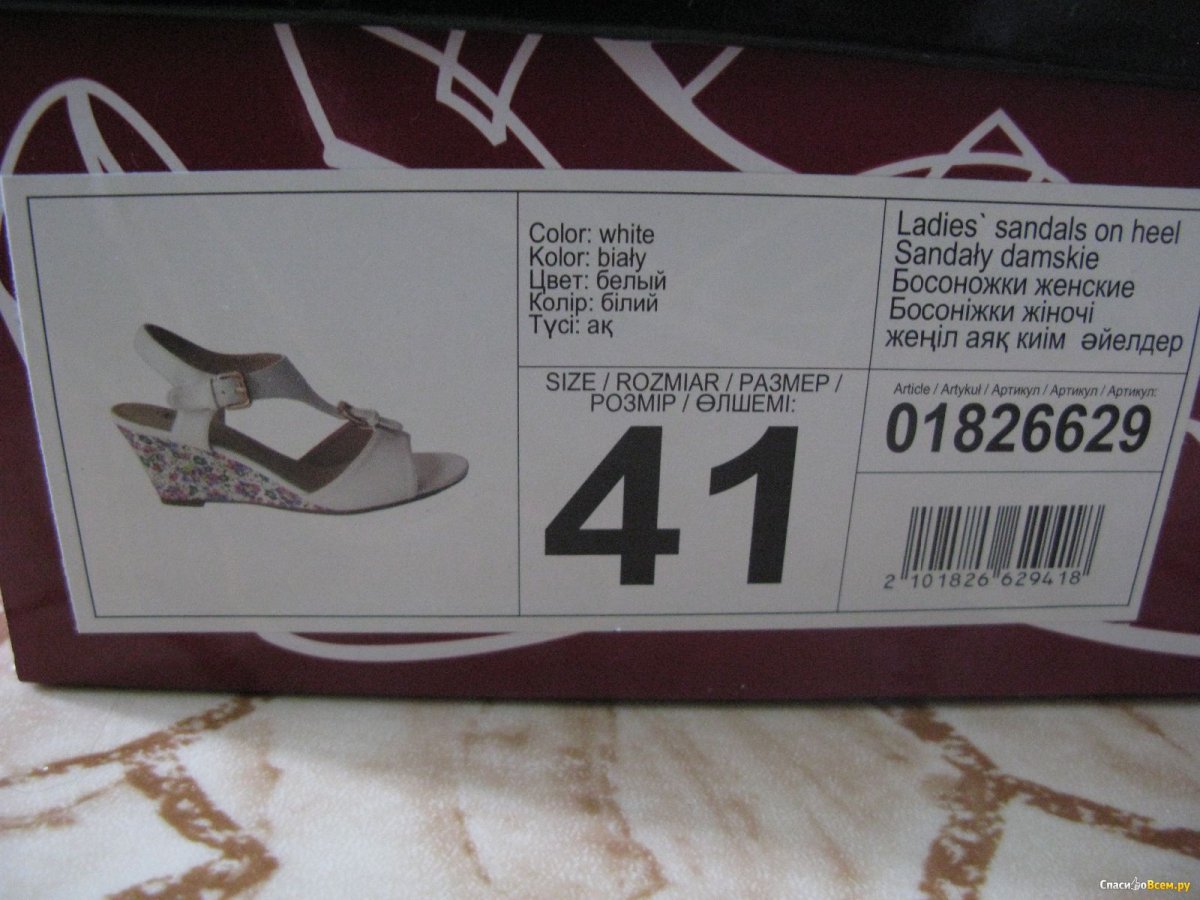 Color: white
Kolor: biały
Цвет: белый
Колір: білий
Түсі: ақ
Ladies` sandals on heel
Sandały damskie
Босоножки женские
Босоніжки жіночі
жеңіл аяқ киім әйелдер
SIZE / ROZMIAR / РАЗМЕР /
РОЗМІР / ӨЛШЕМІ:
41
Article / Artykuł / Артикул / Артикул / Артикул:
01826629
2 101826 629418
СпасибоВсем.ру